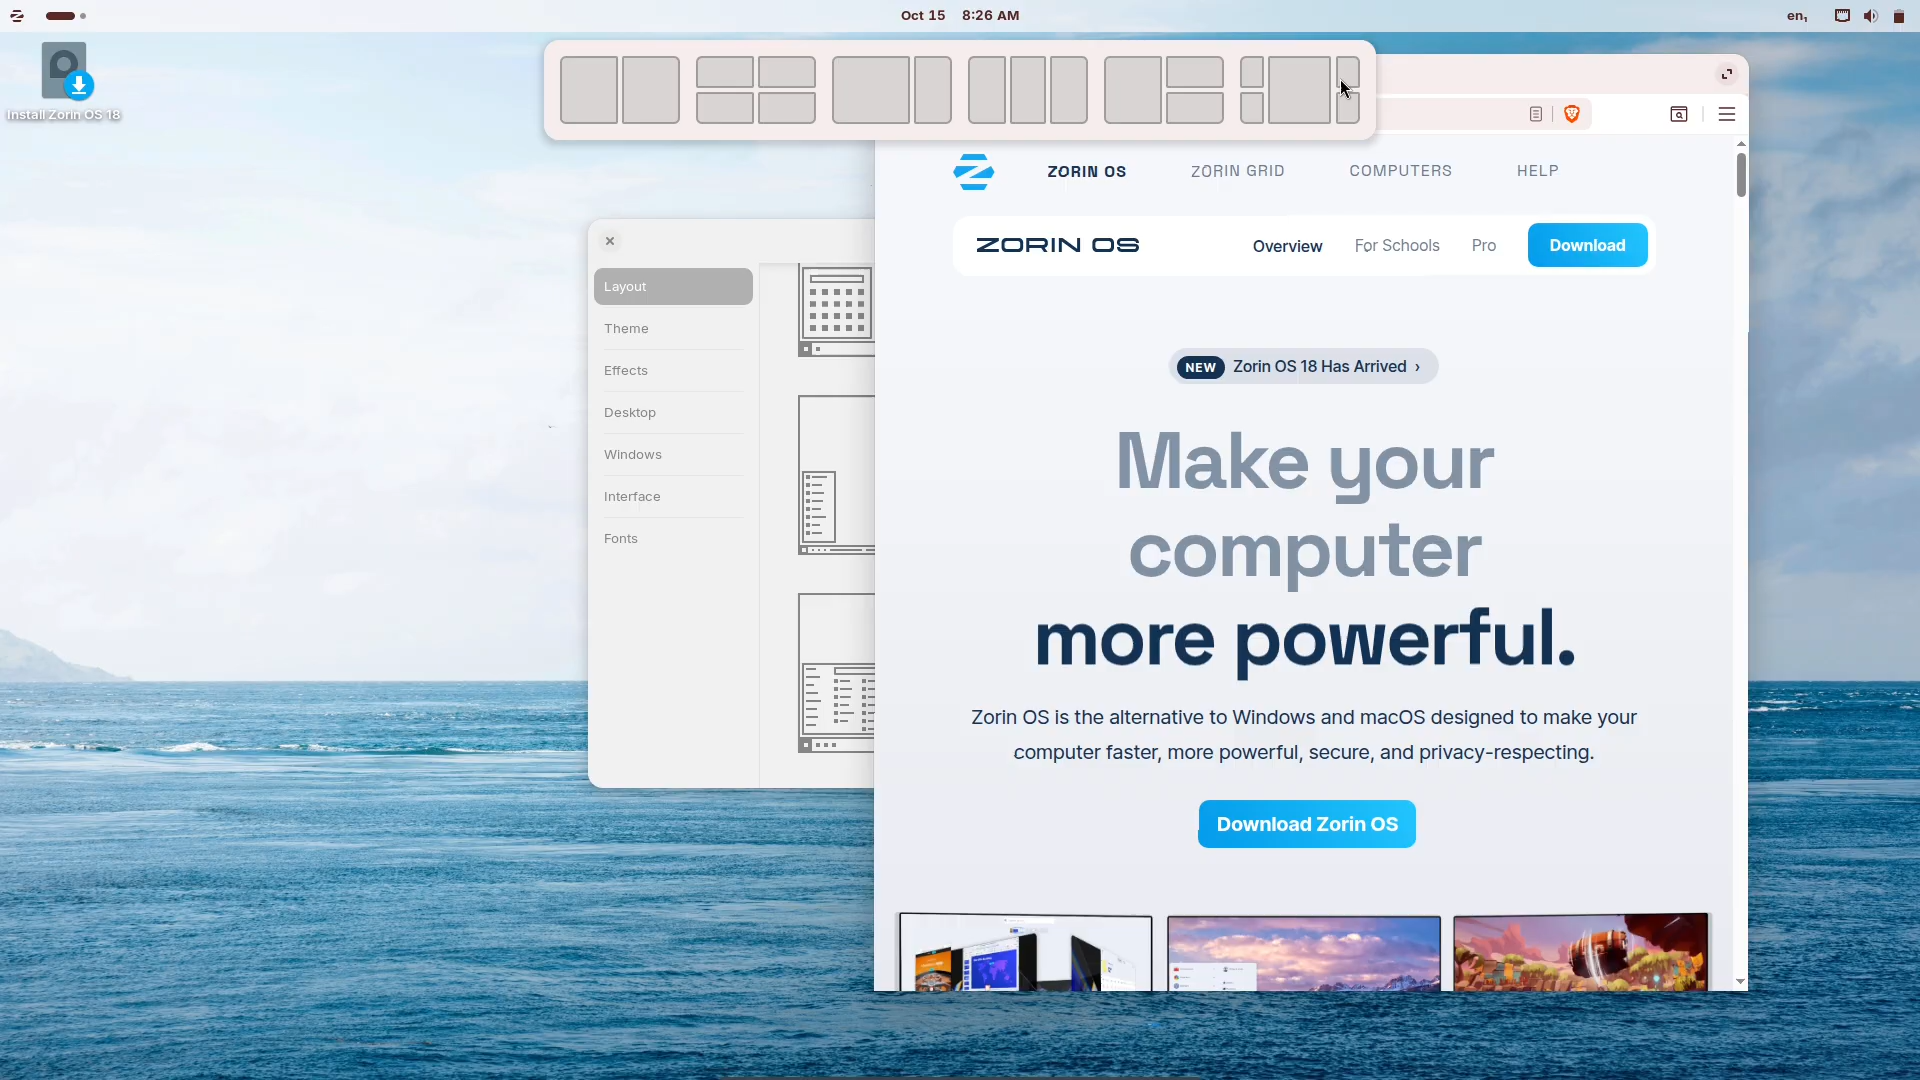 Oct 15 8:26 AM
en₁
Install Zorin OS 18
ZORIN OS
ZORIN GRID
COMPUTERS
HELP
ZORIN OS
Overview
For Schools
Pro
Download
Layout
Theme
Effects
Desktop
Windows
Interface
Fonts
NEW Zorin OS 18 Has Arrived ›
Make your
computer
more powerful.
Zorin OS is the alternative to Windows and macOS designed to make your
computer faster, more powerful, secure, and privacy-respecting.
Download Zorin OS